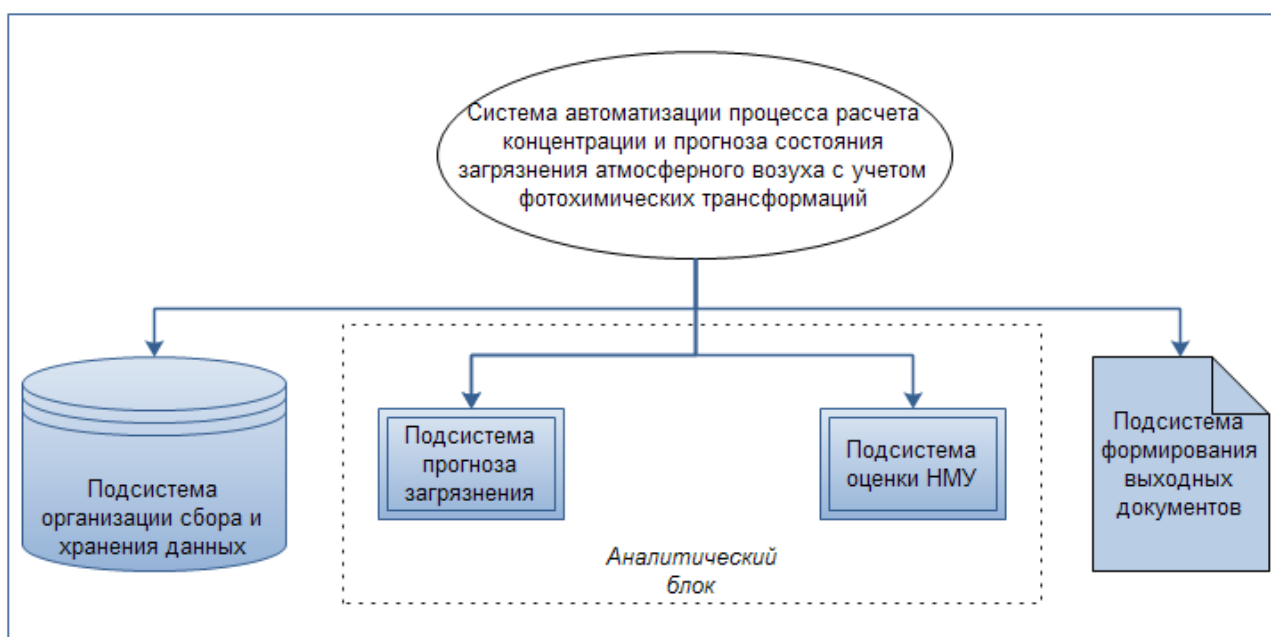 Система автоматизации процесса расчета
концентрации и прогноза состояния
загрязнения атмосферного возуха с учетом
фотохимических трансформаций
Подсистема
организации сбора и
хранения данных
Подсистема
прогноза
загрязнения
Подсистема
оценки НМУ
Аналитический
блок
Подсистема
формирования
выходных
документов